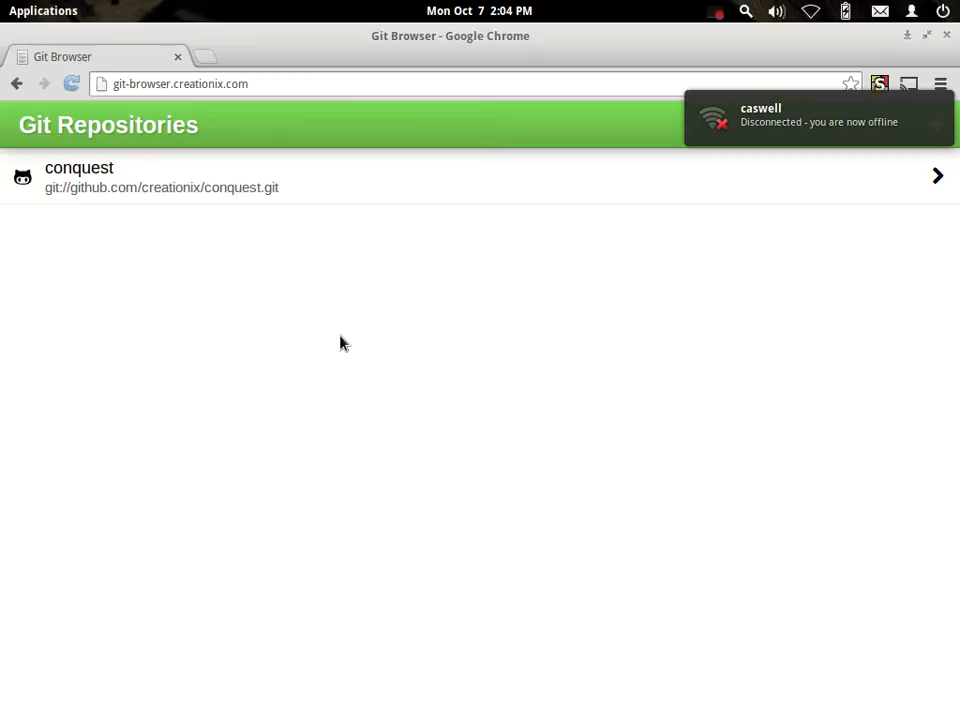 Applications
Mon Oct 7 2:04 PM
Git Browser - Google Chrome
Git Browser
git-browser.creationix.com
S
caswell
Disconnected - you are now offline
Git Repositories
conquest
git://github.com/creationix/conquest.git